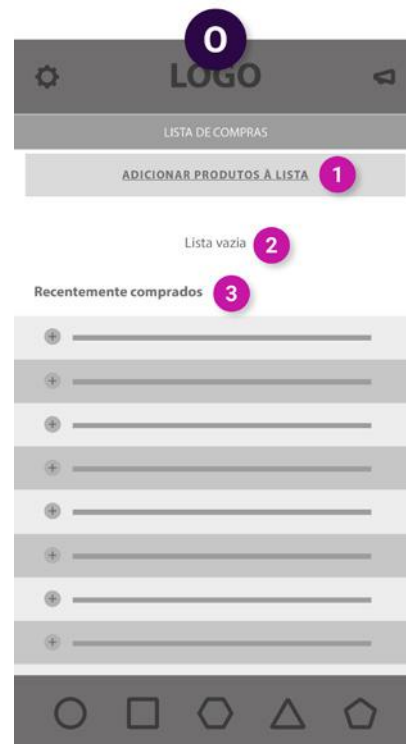 0
LOGO
LISTA DE COMPRAS
ADICIONAR PRODUTOS À LISTA 1
Lista vazia 2
Recentemente comprados 3